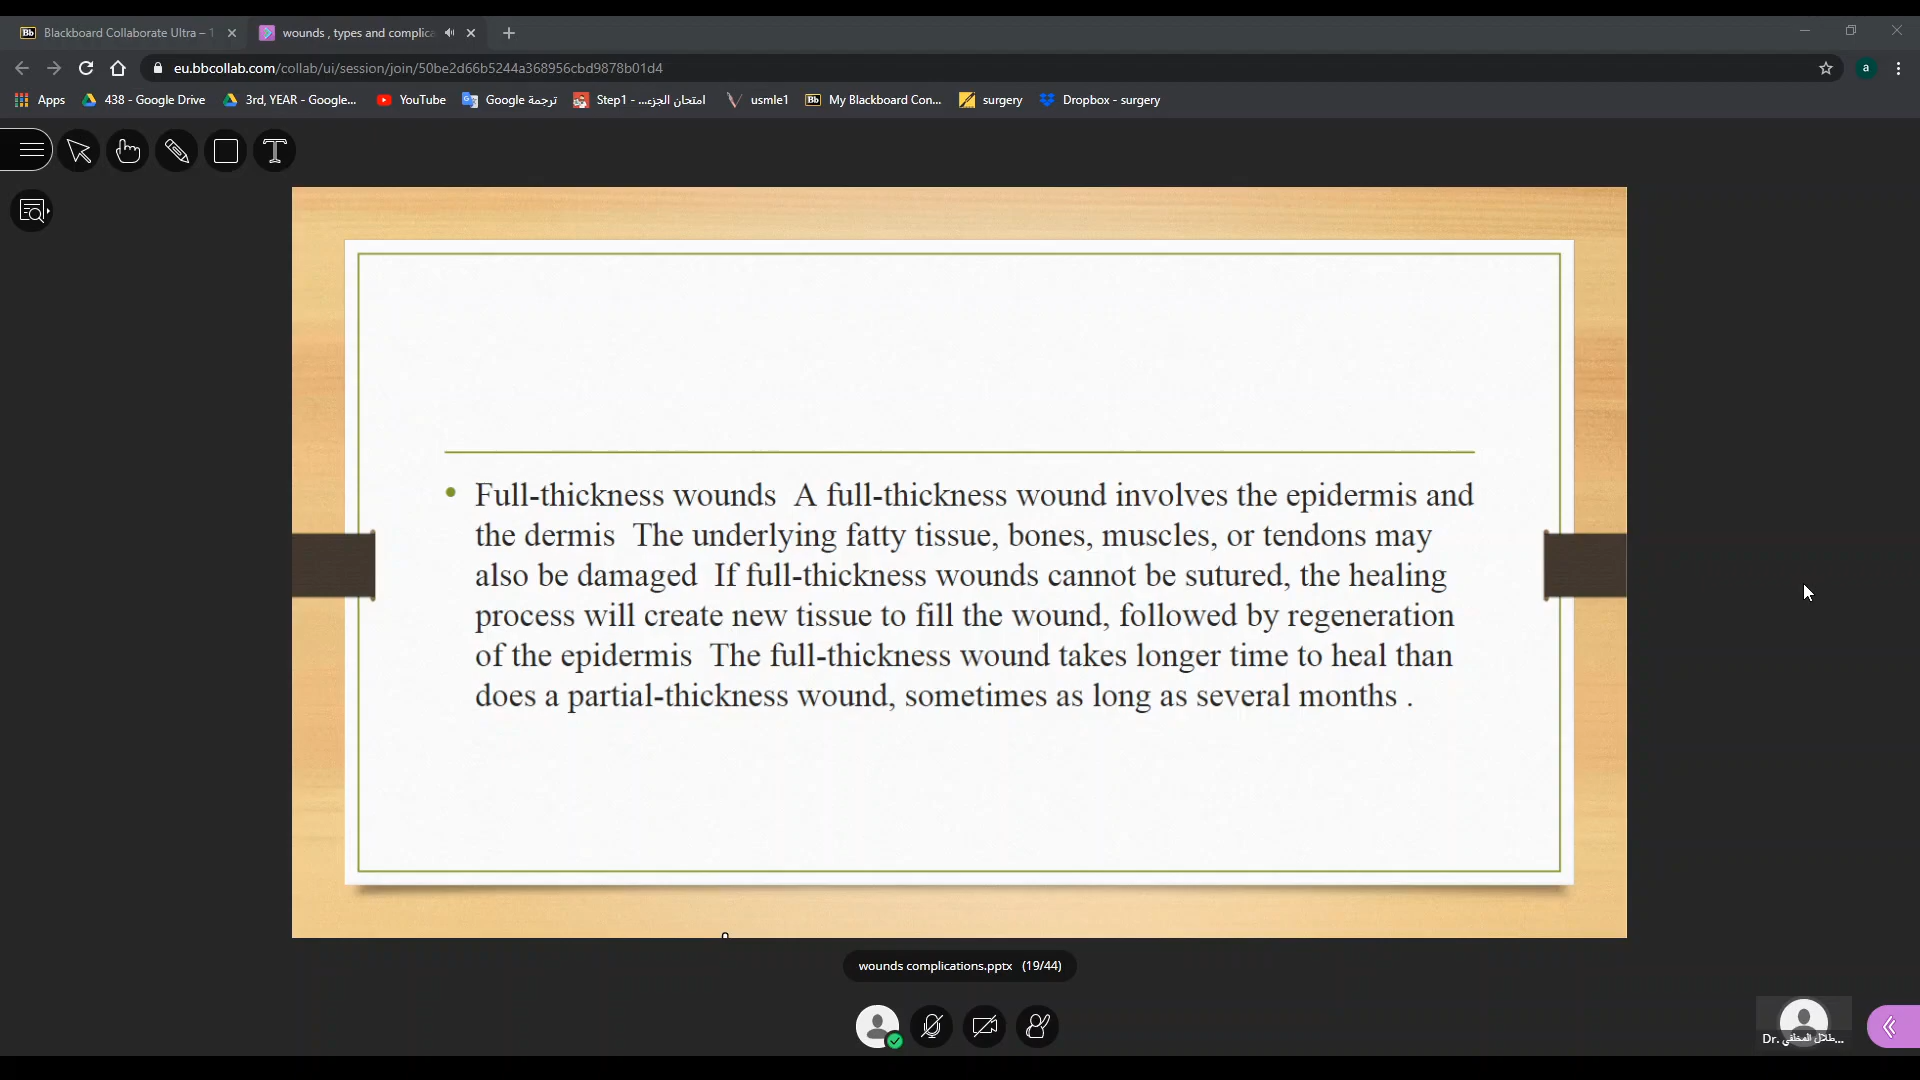 Blackboard Collaborate Ultra – 1
wounds , types and complica
eu.bbcollab.com/collab/ui/session/join/50be2d66b5244a368956cbd9878b01d4
a
Apps
438 - Google Drive
3rd, YEAR - Google...
YouTube
ترجمة Google
Step1 - ...امتحان الجزء
usmle1
My Blackboard Con...
surgery
Dropbox - surgery
• Full-thickness wounds A full-thickness wound involves the epidermis and
the dermis The underlying fatty tissue, bones, muscles, or tendons may
also be damaged If full-thickness wounds cannot be sutured, the healing
process will create new tissue to fill the wound, followed by regeneration
of the epidermis The full-thickness wound takes longer time to heal than
does a partial-thickness wound, sometimes as long as several months .
wounds complications.pptx (19/44)
Dr. طلال المخلفي...